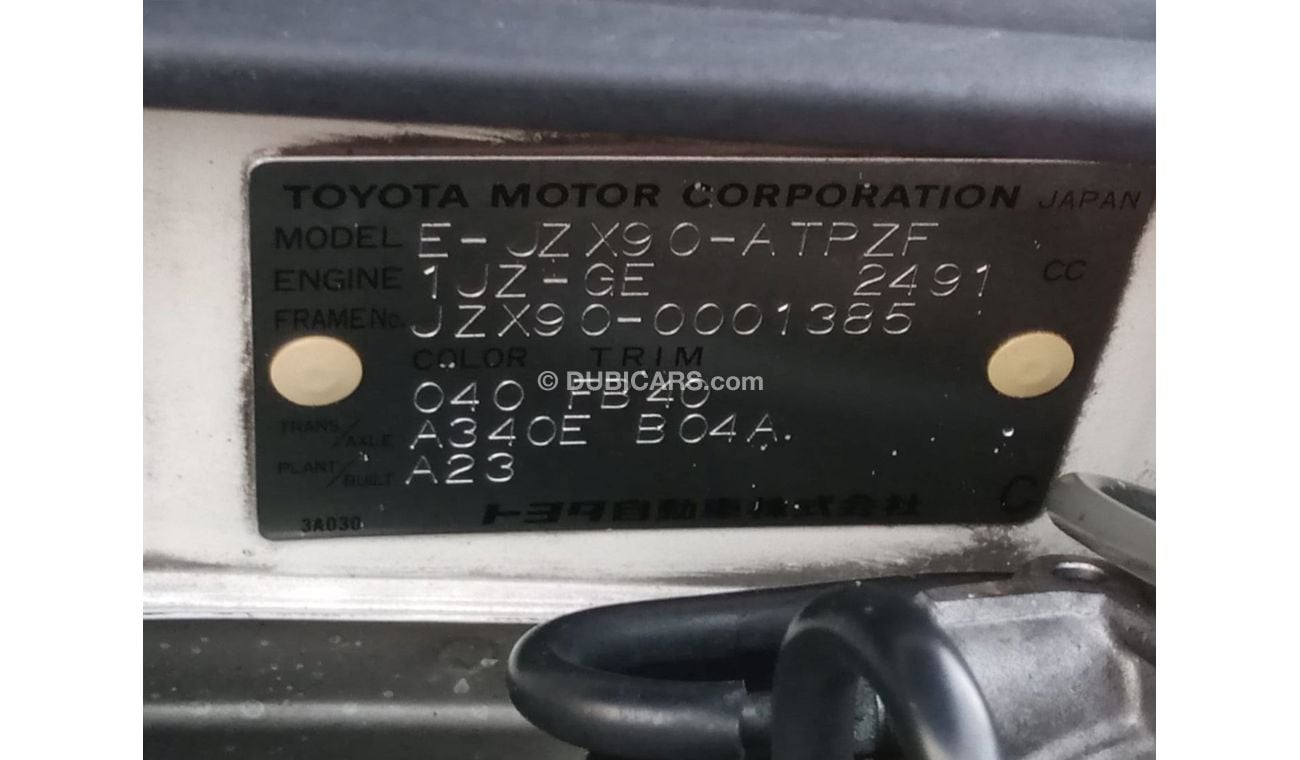 TOYOTA MOTOR CORPORATION JAPAN
MODEL E-JZX90-ATPZF
ENGINE 1JZ-GE 2491 CC
FRAME No. JZX90-0001385
COLOR TRIM
© DUBICARS.com
040 FB40
TRANS/AXLE A340E B04A.
PLANT/BUILT A23
トヨタ自動車株式会社 C
3A030